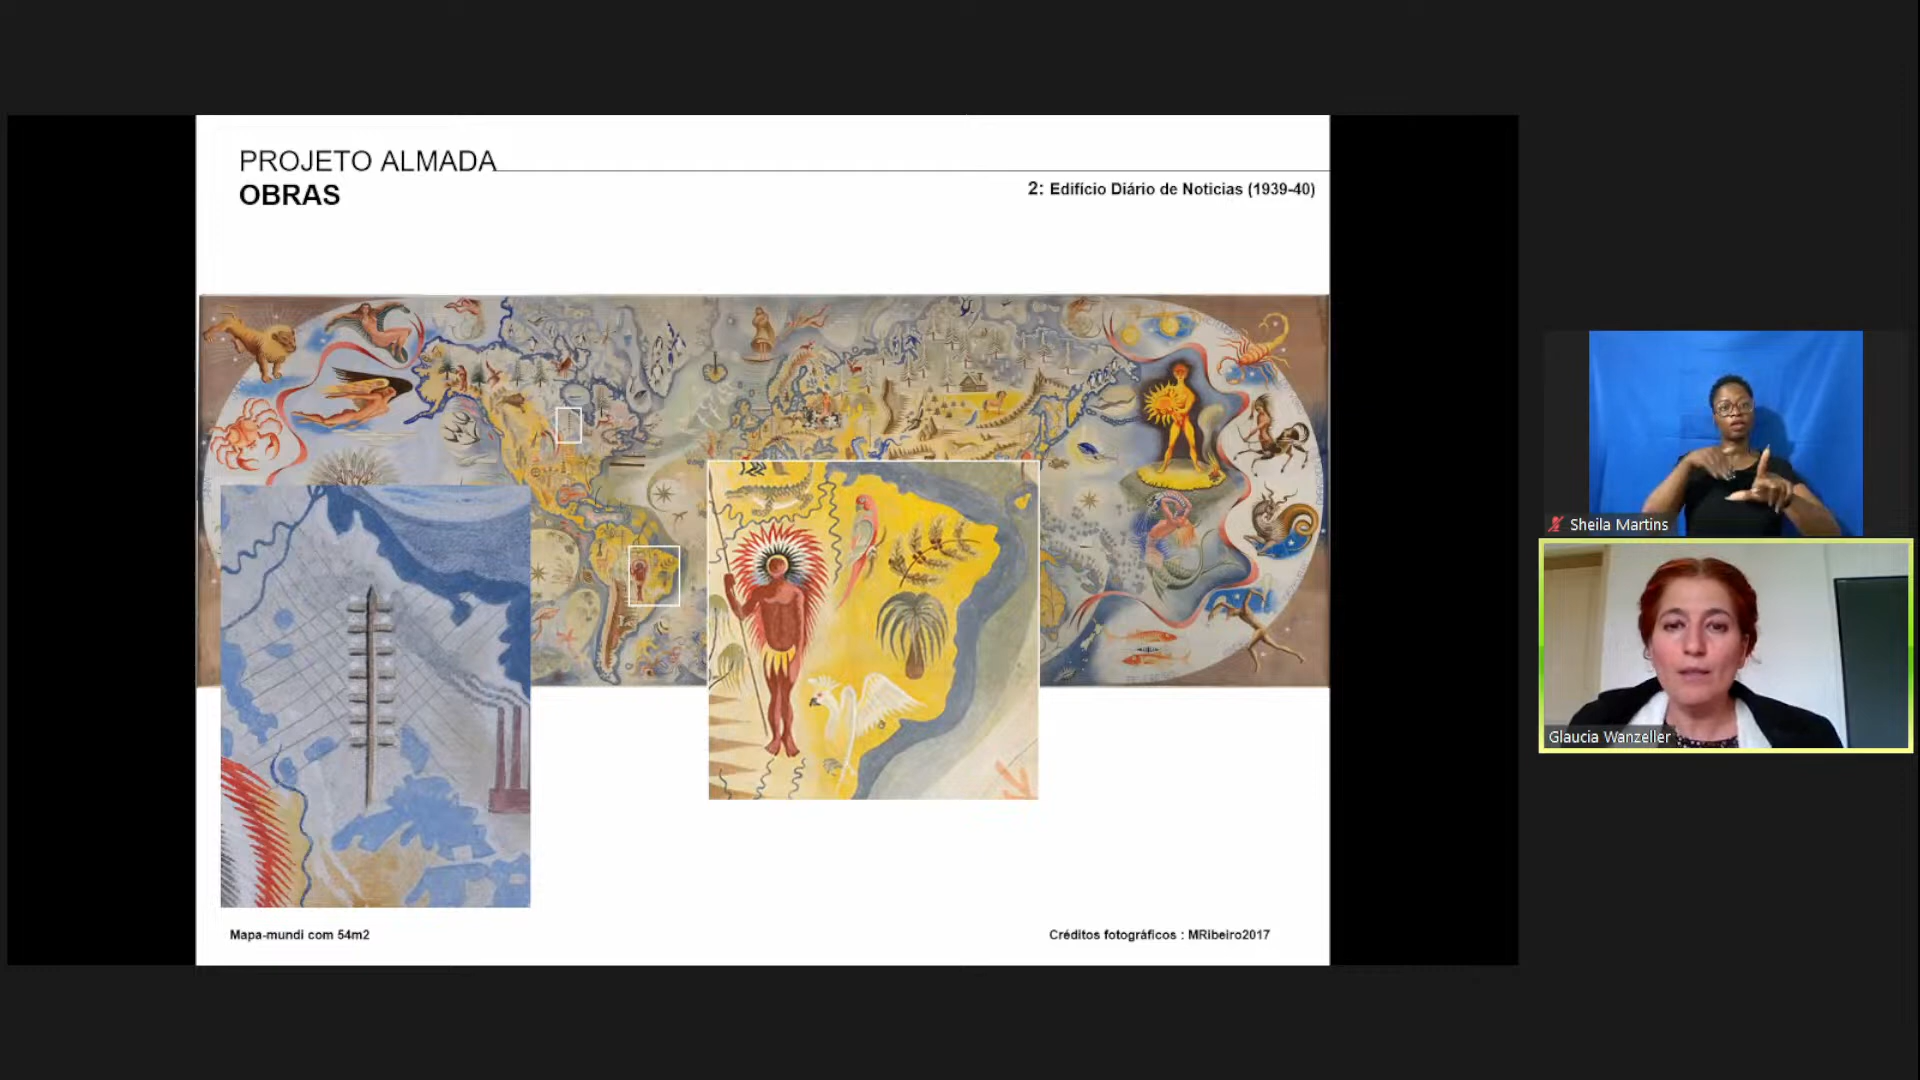 PROJETO ALMADA
OBRAS
2: Edifício Diário de Noticias (1939-40)
Mapa-mundi com 54m2
Créditos fotográficos : MRibeiro2017
Sheila Martins
Glaucia Wanzeller